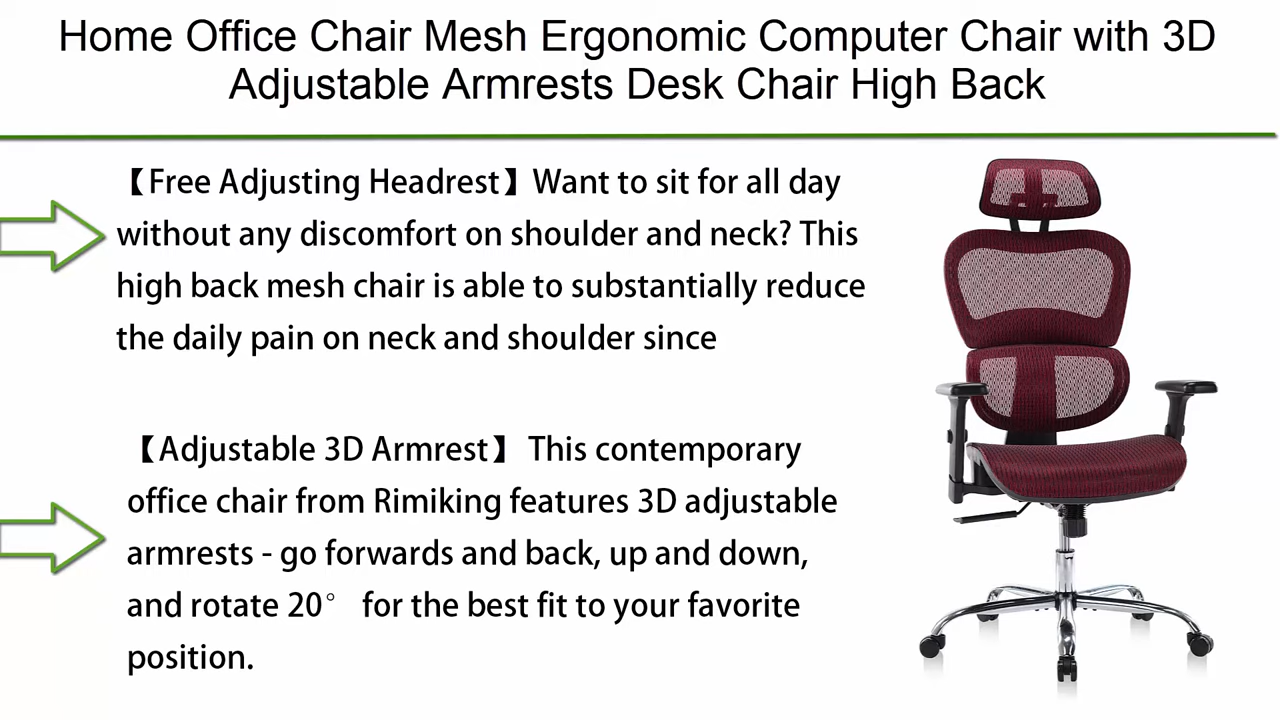 Home Office Chair Mesh Ergonomic Computer Chair with 3D
Adjustable Armrests Desk Chair High Back
【Free Adjusting Headrest】Want to sit for all day
without any discomfort on shoulder and neck? This
high back mesh chair is able to substantially reduce
the daily pain on neck and shoulder since
【Adjustable 3D Armrest】 This contemporary
office chair from Rimiking features 3D adjustable
armrests - go forwards and back, up and down,
and rotate 20° for the best fit to your favorite
position.